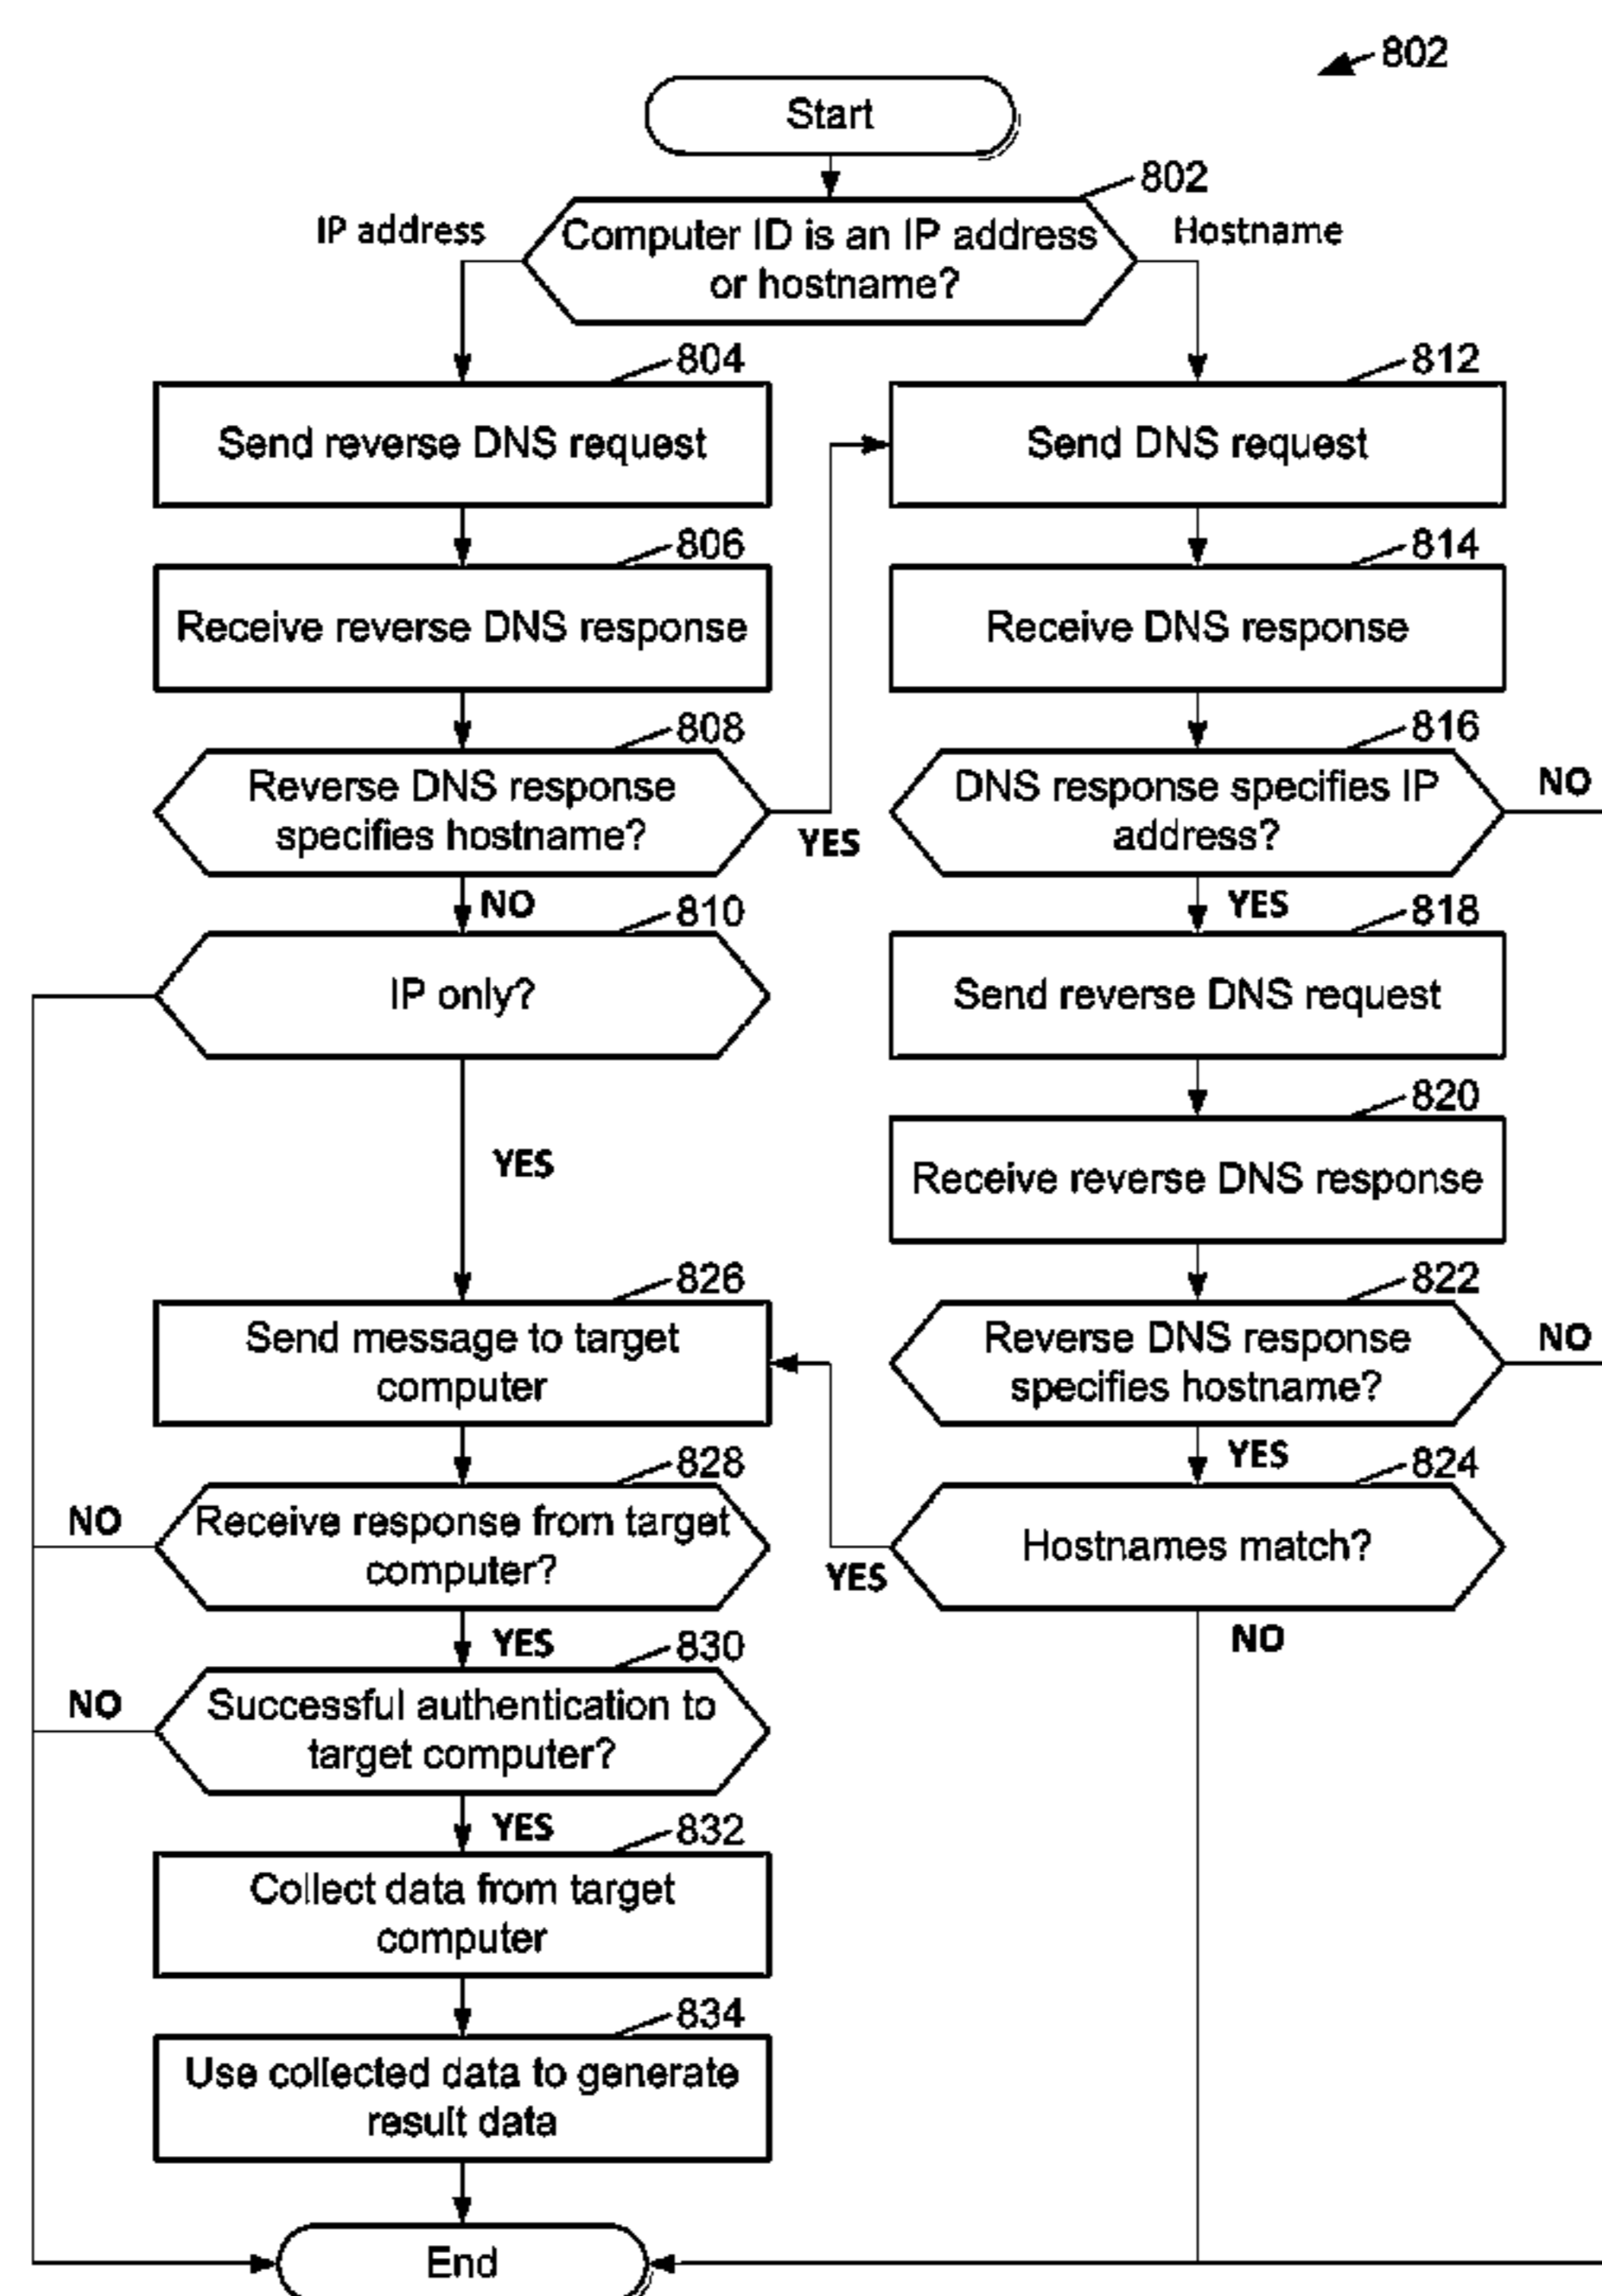 802
Start
802
IP address
Computer ID is an IP address
or hostname?
Hostname
804
Send reverse DNS request
812
Send DNS request
806
Receive reverse DNS response
814
Receive DNS response
808
Reverse DNS response
specifies hostname?
YES
816
DNS response specifies IP
address?
NO
NO
810
IP only?
YES
818
Send reverse DNS request
YES
820
Receive reverse DNS response
826
Send message to target
computer
822
Reverse DNS response
specifies hostname?
NO
828
NO
Receive response from target
computer?
YES
824
Hostnames match?
YES
NO
YES
830
NO
Successful authentication to
target computer?
YES
832
Collect data from target
computer
834
Use collected data to generate
result data
End